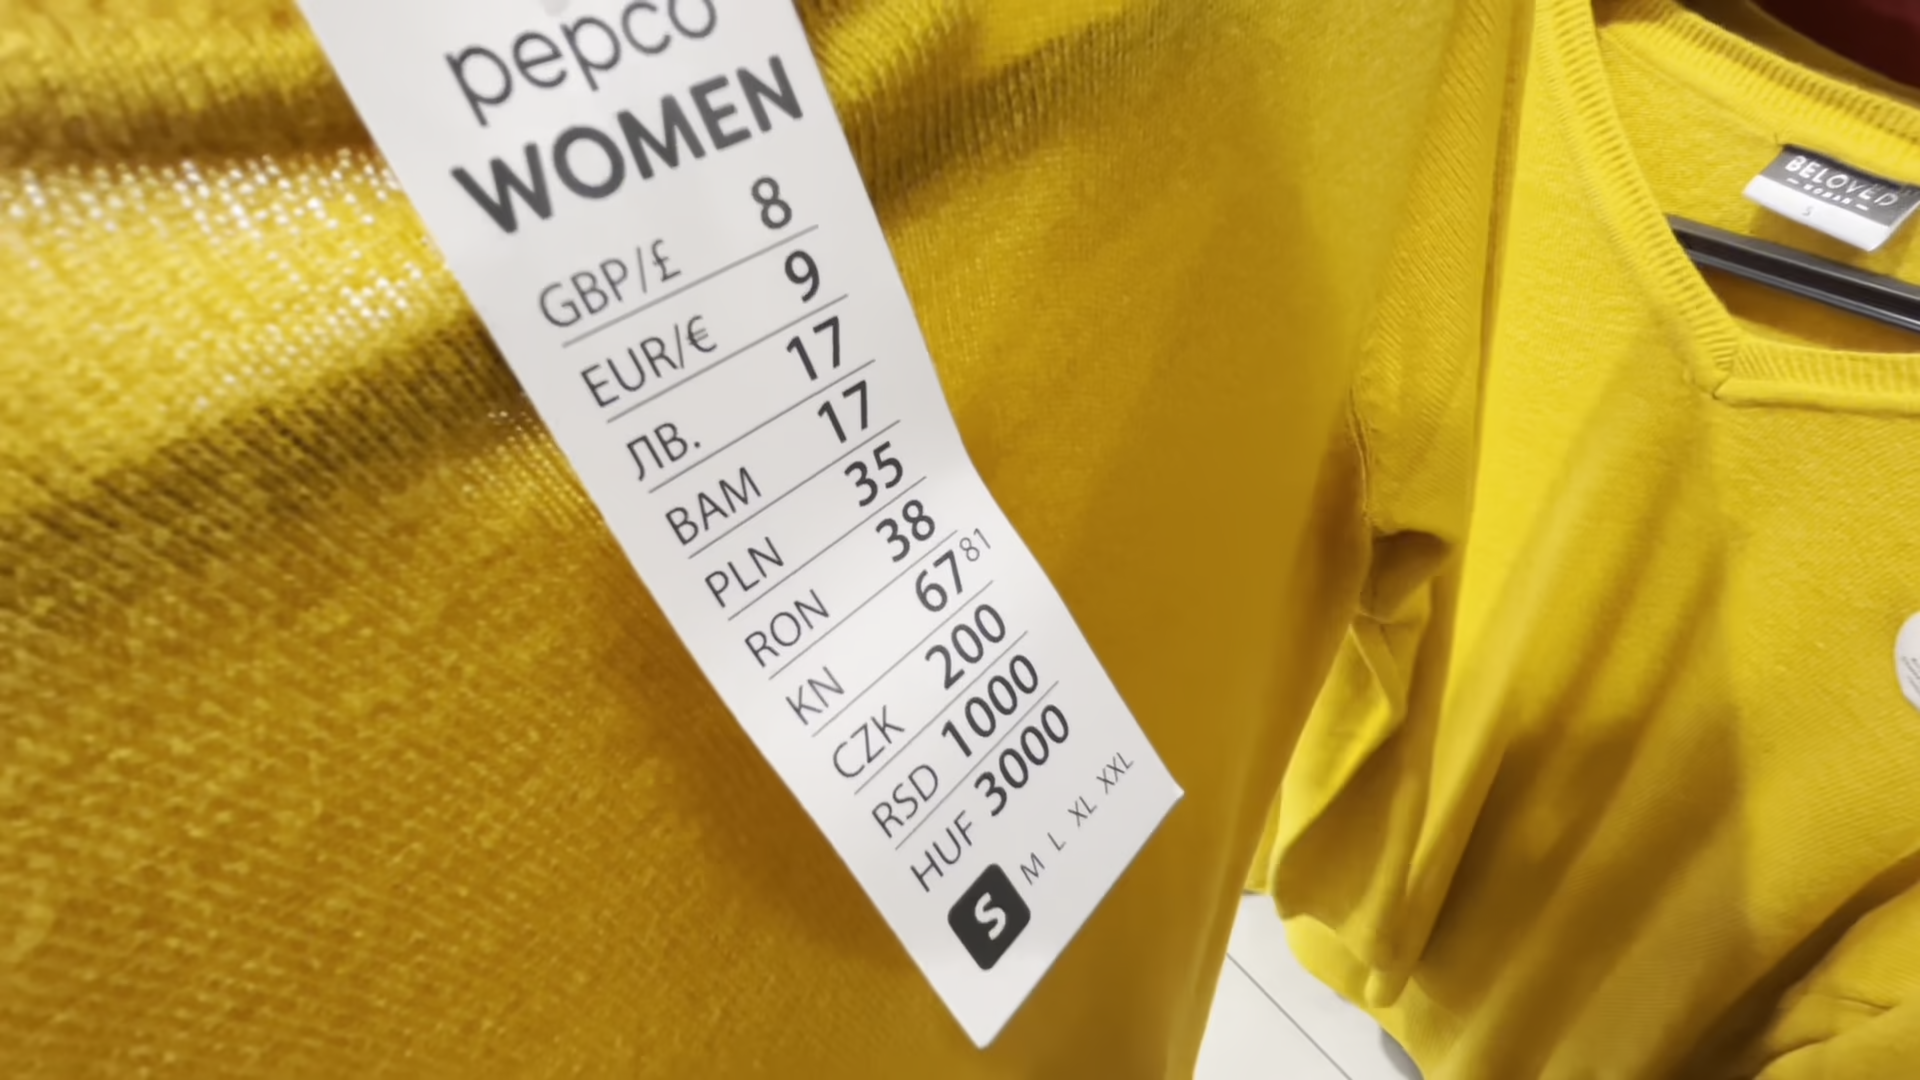 pepco
WOMEN
GBP/£ 8
EUR/€ 9
ЛВ. 17
BAM 17
PLN 35
RON 38
KN 67 81
CZK 200
RSD 1000
HUF 3000
S M L XL XXL
BELOVED
WOMAN
S